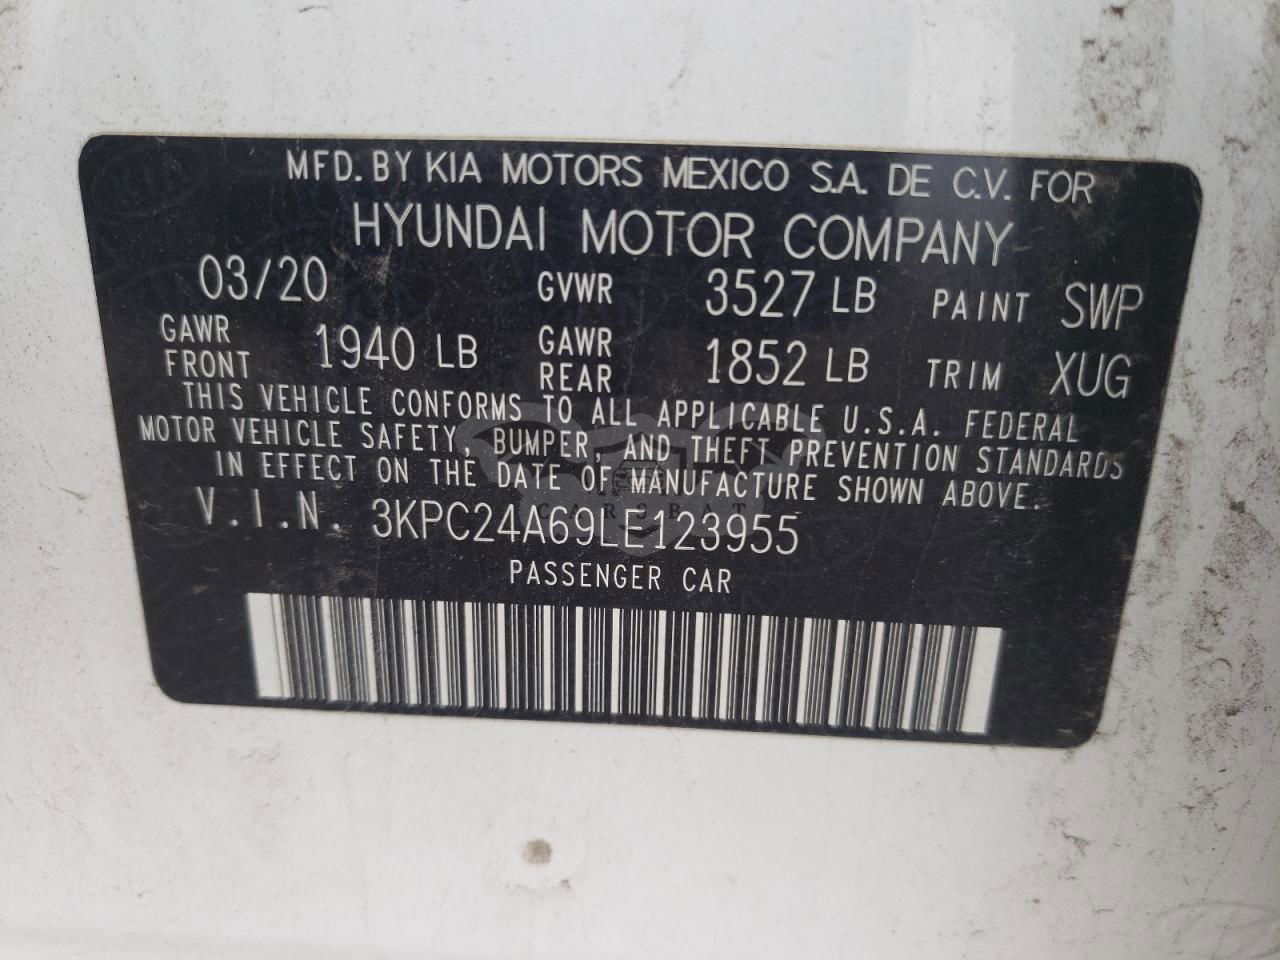 MFD. BY KIA MOTORS MEXICO S.A. DE C.V. FOR
HYUNDAI MOTOR COMPANY
03/20 GVWR 3527 LB PAINT SWP
GAWR FRONT 1940 LB GAWR REAR 1852 LB TRIM XUG
THIS VEHICLE CONFORMS TO ALL APPLICABLE U.S.A. FEDERAL
MOTOR VEHICLE SAFETY, BUMPER, AND THEFT PREVENTION STANDARDS
IN EFFECT ON THE DATE OF MANUFACTURE SHOWN ABOVE.
V.I.N. 3KPC24A69LE123955
CARSBAT
PASSENGER CAR